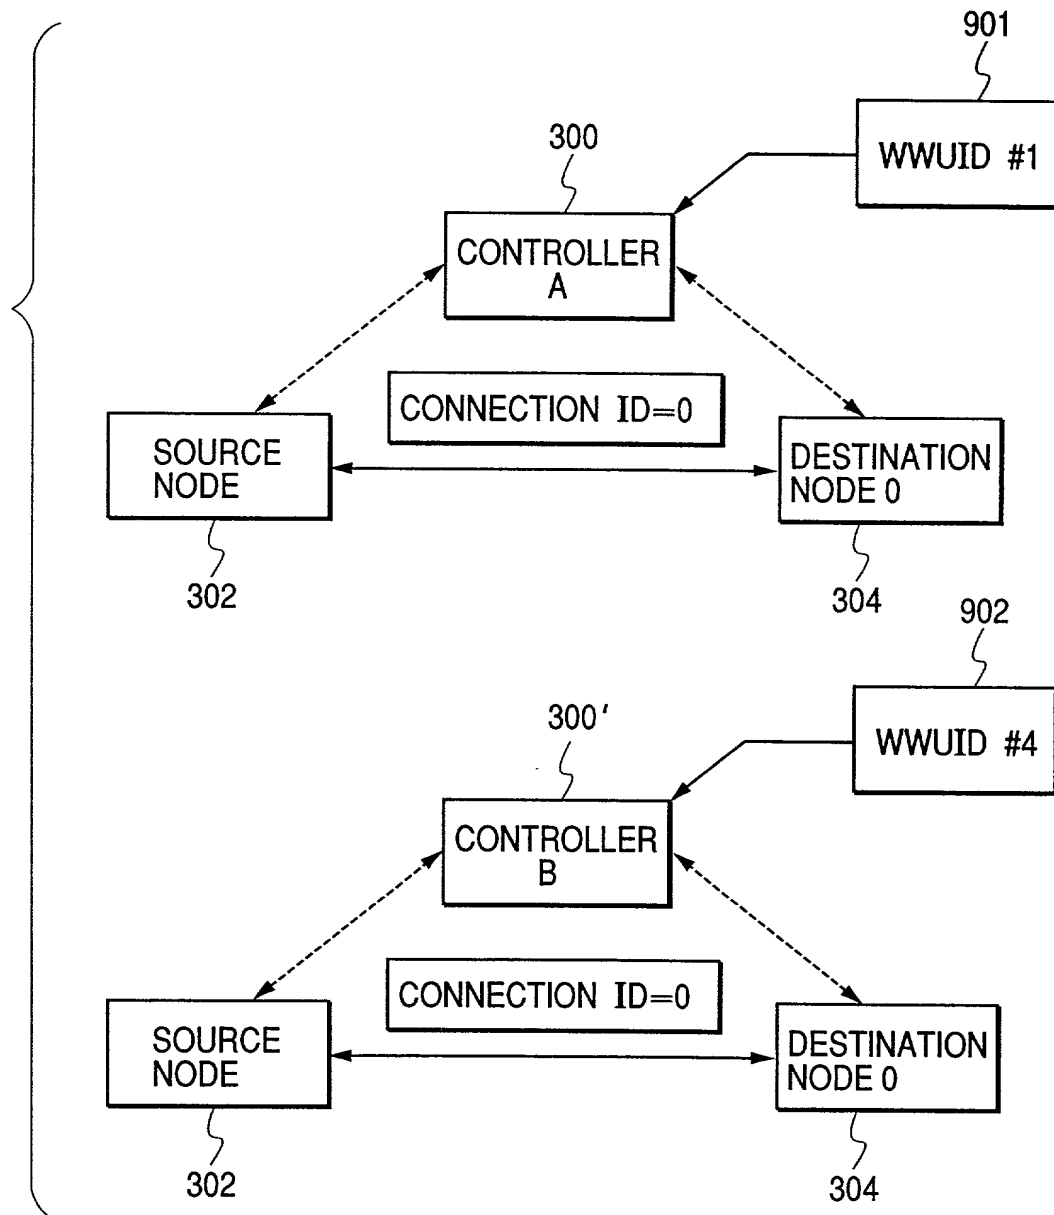 901
WWUID #1
300
CONTROLLER
A
CONNECTION ID=0
SOURCE
NODE
DESTINATION
NODE 0
302
304
902
WWUID #4
300'
CONTROLLER
B
CONNECTION ID=0
SOURCE
NODE
DESTINATION
NODE 0
302
304